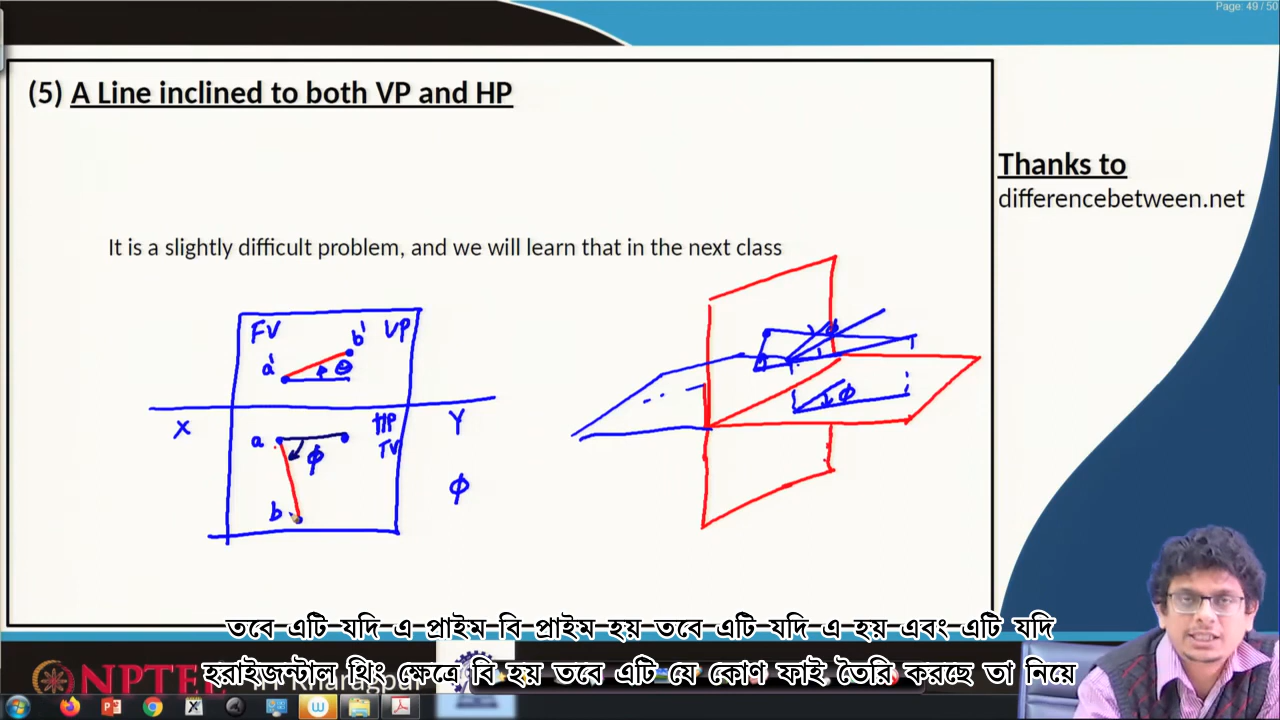 Page: 49 / 50
(5) A Line inclined to both VP and HP
Thanks to
differencebetween.net
It is a slightly difficult problem, and we will learn that in the next class
FV
VP
b'
a'
θ
X
HP
Y
TV
a
ϕ
ϕ
b
ϕ
তবে এটি যদি এ প্রাইম বি প্রাইম হয় তবে এটি যদি এ হয় এবং এটি যদি
হরাইজন্টাল থিং ক্ষেত্রে বি হয় তবে এটি যে কোণ ফাই তৈরি করছে তা নিয়ে
NPTEL